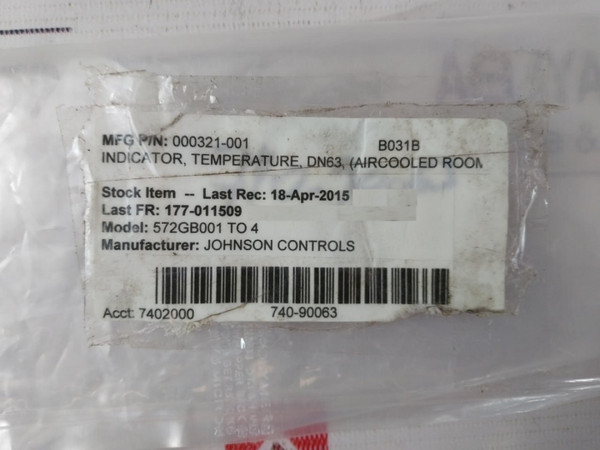 MFG P/N: 000321-001 B031B
INDICATOR, TEMPERATURE, DN63, (AIRCOOLED ROOM
Stock Item -- Last Rec: 18-Apr-2015
Last FR: 177-011509
Model: 572GB001 TO 4
Manufacturer: JOHNSON CONTROLS
Acct: 7402000 740-90063